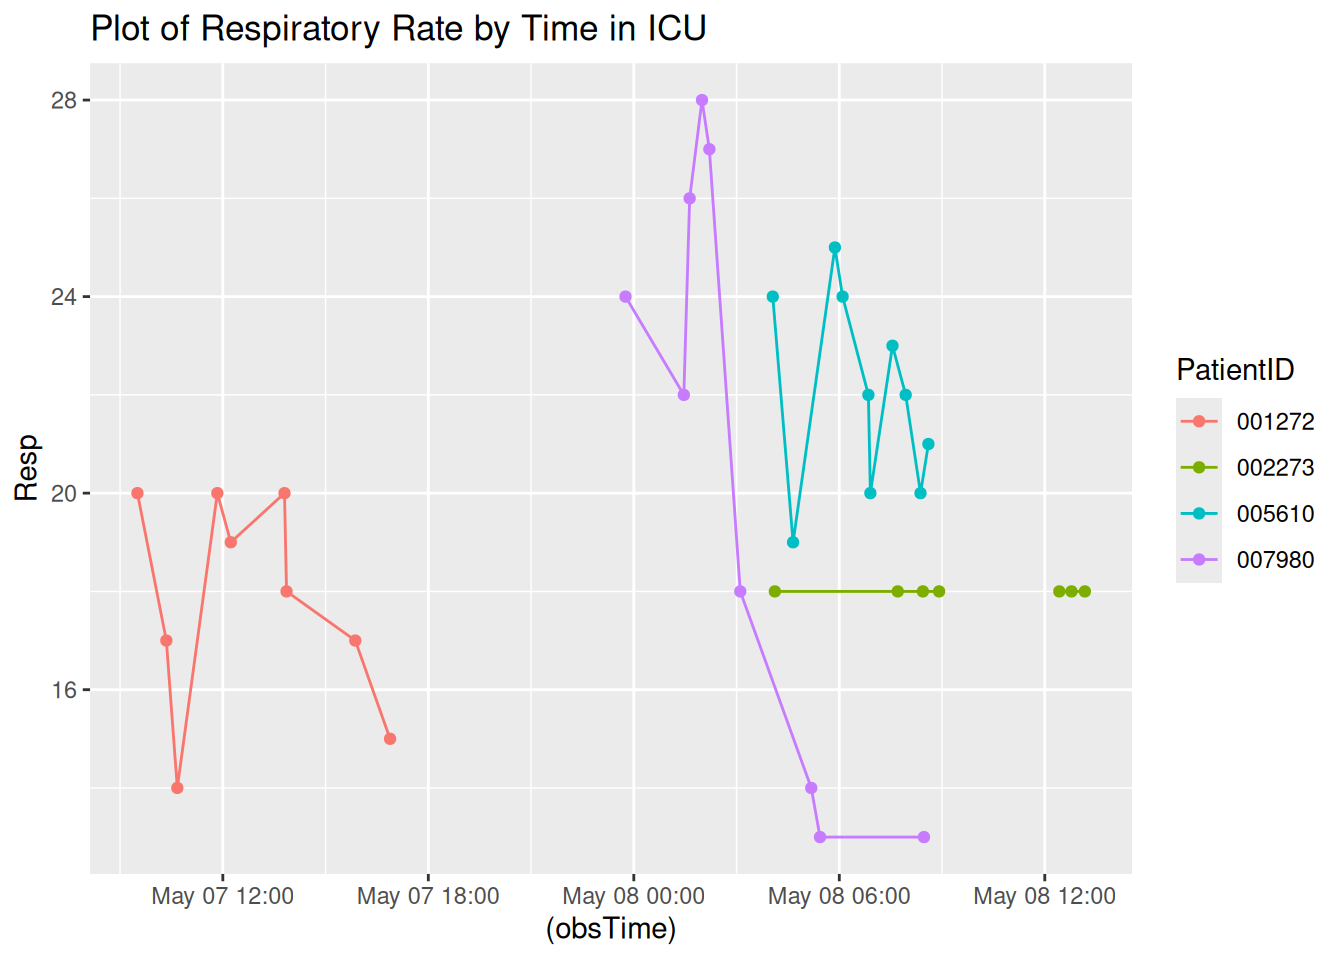 Plot of Respiratory Rate by Time in ICU
Resp
28
24
20
16
May 07 12:00
May 07 18:00
May 08 00:00
May 08 06:00
May 08 12:00
(obsTime)
PatientID
001272
002273
005610
007980